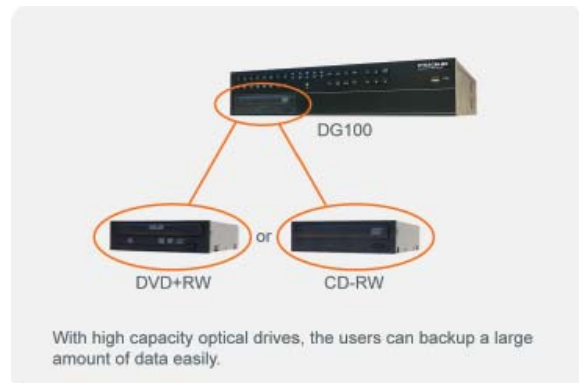 DG100
or
DVD+RW
CD-RW
With high capacity optical drives, the users can backup a large
amount of data easily.